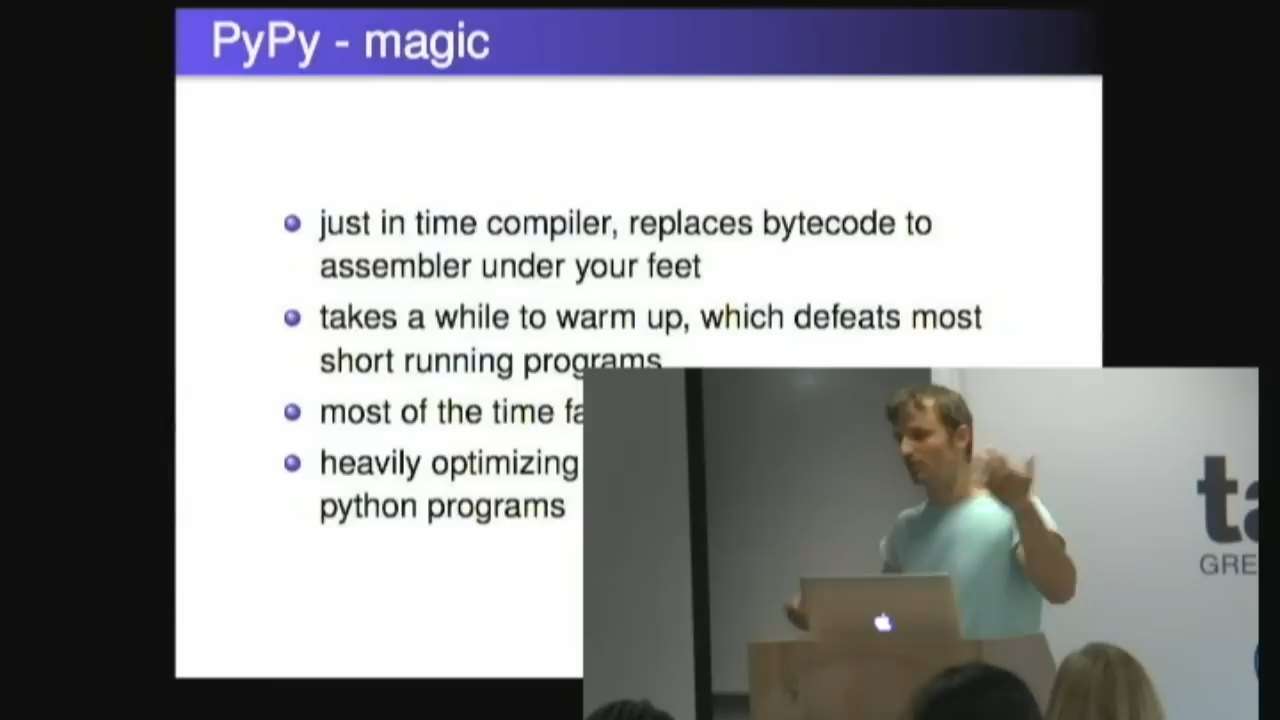 PyPy - magic
just in time compiler, replaces bytecode to
assembler under your feet
takes a while to warm up, which defeats most
short running programs
most of the time
heavily optimizing
python programs
GRE